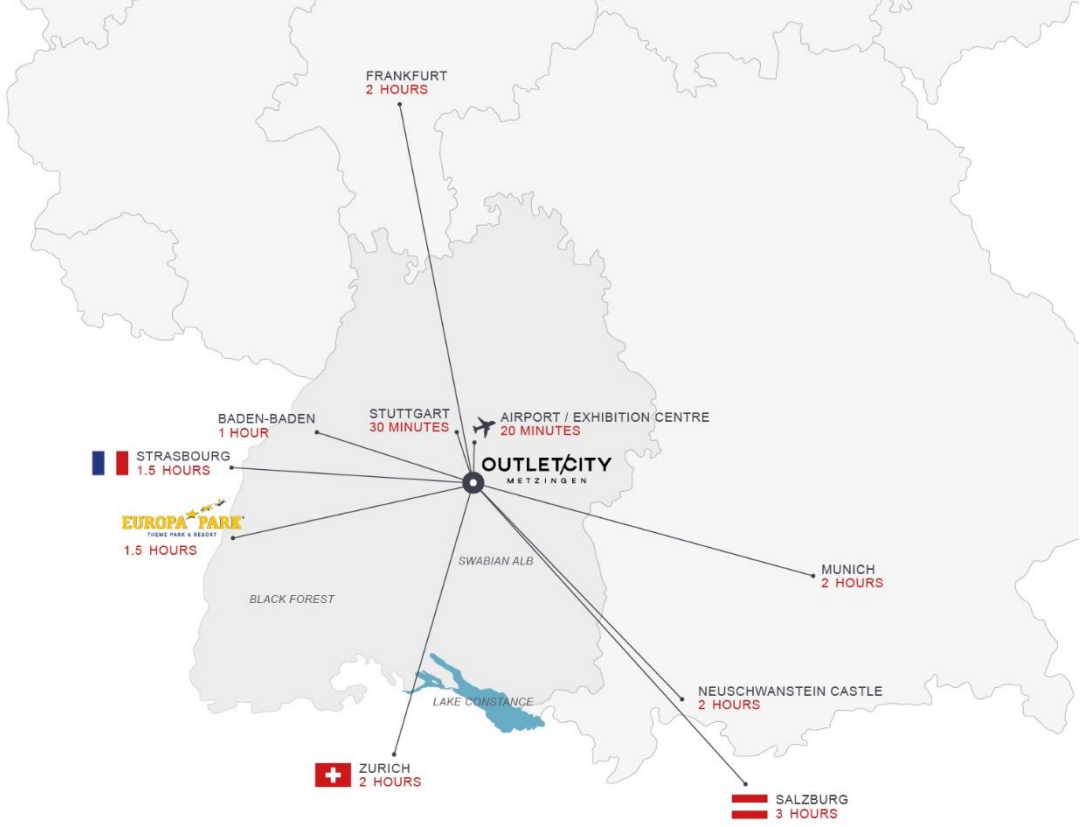 FRANKFURT
2 HOURS
BADEN-BADEN
1 HOUR
STUTTGART
30 MINUTES
AIRPORT / EXHIBITION CENTRE
20 MINUTES
STRASBOURG
1.5 HOURS
OUTLET/CITY
METZINGEN
EUROPA PARK
THEME PARK & RESORT
1.5 HOURS
SWABIAN ALB
BLACK FOREST
MUNICH
2 HOURS
LAKE CONSTANCE
NEUSCHWANSTEIN CASTLE
2 HOURS
ZURICH
2 HOURS
SALZBURG
3 HOURS